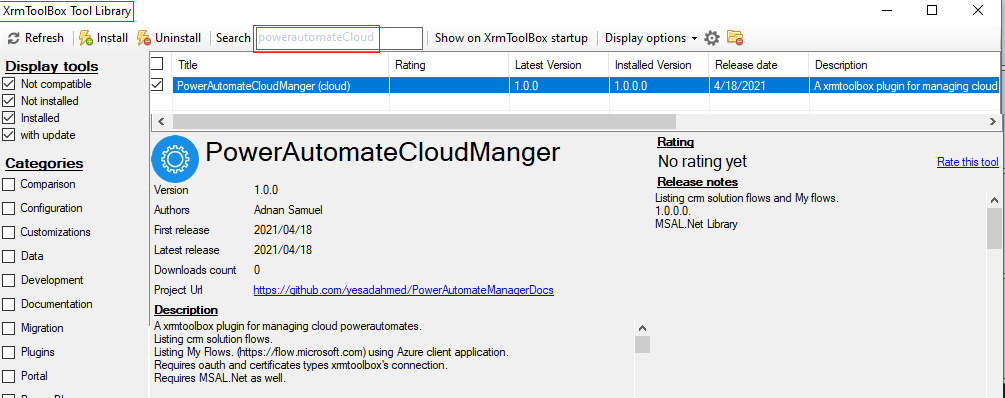 XrmToolBox Tool Library
Refresh Install Uninstall Search powerautomateCloud Show on XrmToolBox startup Display options
Display tools
Not compatible
Not installed
Installed
with update
Categories
Comparison
Configuration
Customizations
Data
Development
Documentation
Migration
Plugins
Portal
Title Rating Latest Version Installed Version Release date Description
PowerAutomateCloudManger (cloud) 1.0.0 1.0.0.0 4/18/2021 A xrmtoolbox plugin for managing cloud
PowerAutomateCloudManger
Version 1.0.0
Authors Adnan Samuel
First release 2021/04/18
Latest release 2021/04/18
Downloads count 0
Project Url https://github.com/yesadahmed/PowerAutomateManagerDocs
Description
A xrmtoolbox plugin for managing cloud powerautomates.
Listing crm solution flows.
Listing My Flows. (https://flow.microsoft.com) using Azure client application.
Requires oauth and certificates types xrmtoolbox's connection.
Requires MSAL.Net as well.
Rating
No rating yet Rate this tool
Release notes
Listing crm solution flows and My flows.
1.0.0.0.
MSAL.Net Library